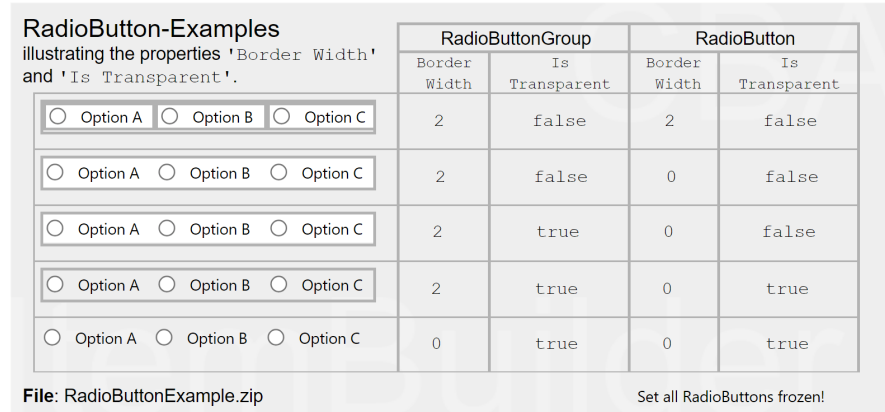 RadioButton-Examples
illustrating the properties 'Border Width'
and 'Is Transparent'.
RadioButtonGroup RadioButton
Border Is Border Is
Width Transparent Width Transparent
Option A Option B Option C 2 false 2 false
Option A Option B Option C 2 false 0 false
Option A Option B Option C 2 true 0 false
Option A Option B Option C 2 true 0 true
Option A Option B Option C 0 true 0 true
File: RadioButtonExample.zip Set all RadioButtons frozen!